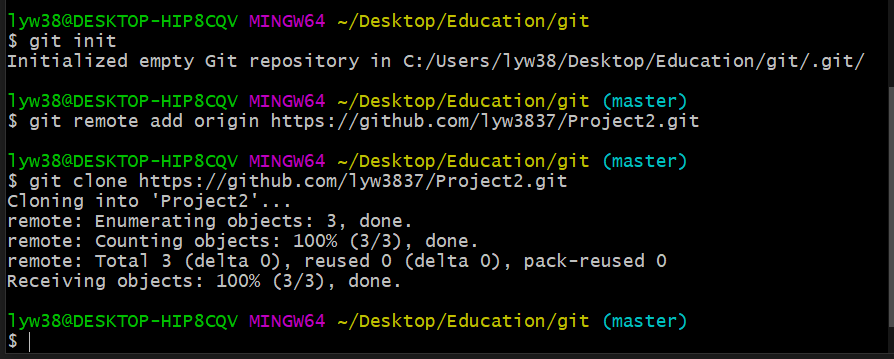 lyw38@DESKTOP-HIP8CQV MINGW64 ~/Desktop/Education/git
$ git init
Initialized empty Git repository in C:/Users/lyw38/Desktop/Education/git/.git/
lyw38@DESKTOP-HIP8CQV MINGW64 ~/Desktop/Education/git (master)
$ git remote add origin https://github.com/lyw3837/Project2.git
lyw38@DESKTOP-HIP8CQV MINGW64 ~/Desktop/Education/git (master)
$ git clone https://github.com/lyw3837/Project2.git
Cloning into 'Project2'...
remote: Enumerating objects: 3, done.
remote: Counting objects: 100% (3/3), done.
remote: Total 3 (delta 0), reused 0 (delta 0), pack-reused 0
Receiving objects: 100% (3/3), done.
lyw38@DESKTOP-HIP8CQV MINGW64 ~/Desktop/Education/git (master)
$